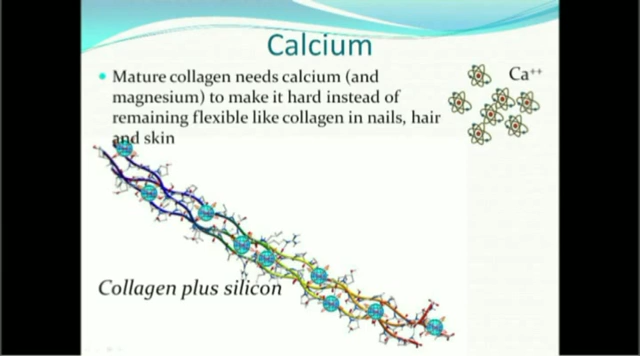 Calcium
Mature collagen needs calcium (and
magnesium) to make it hard instead of
remaining flexible like collagen in nails, hair
and skin
Ca++
Collagen plus silicon